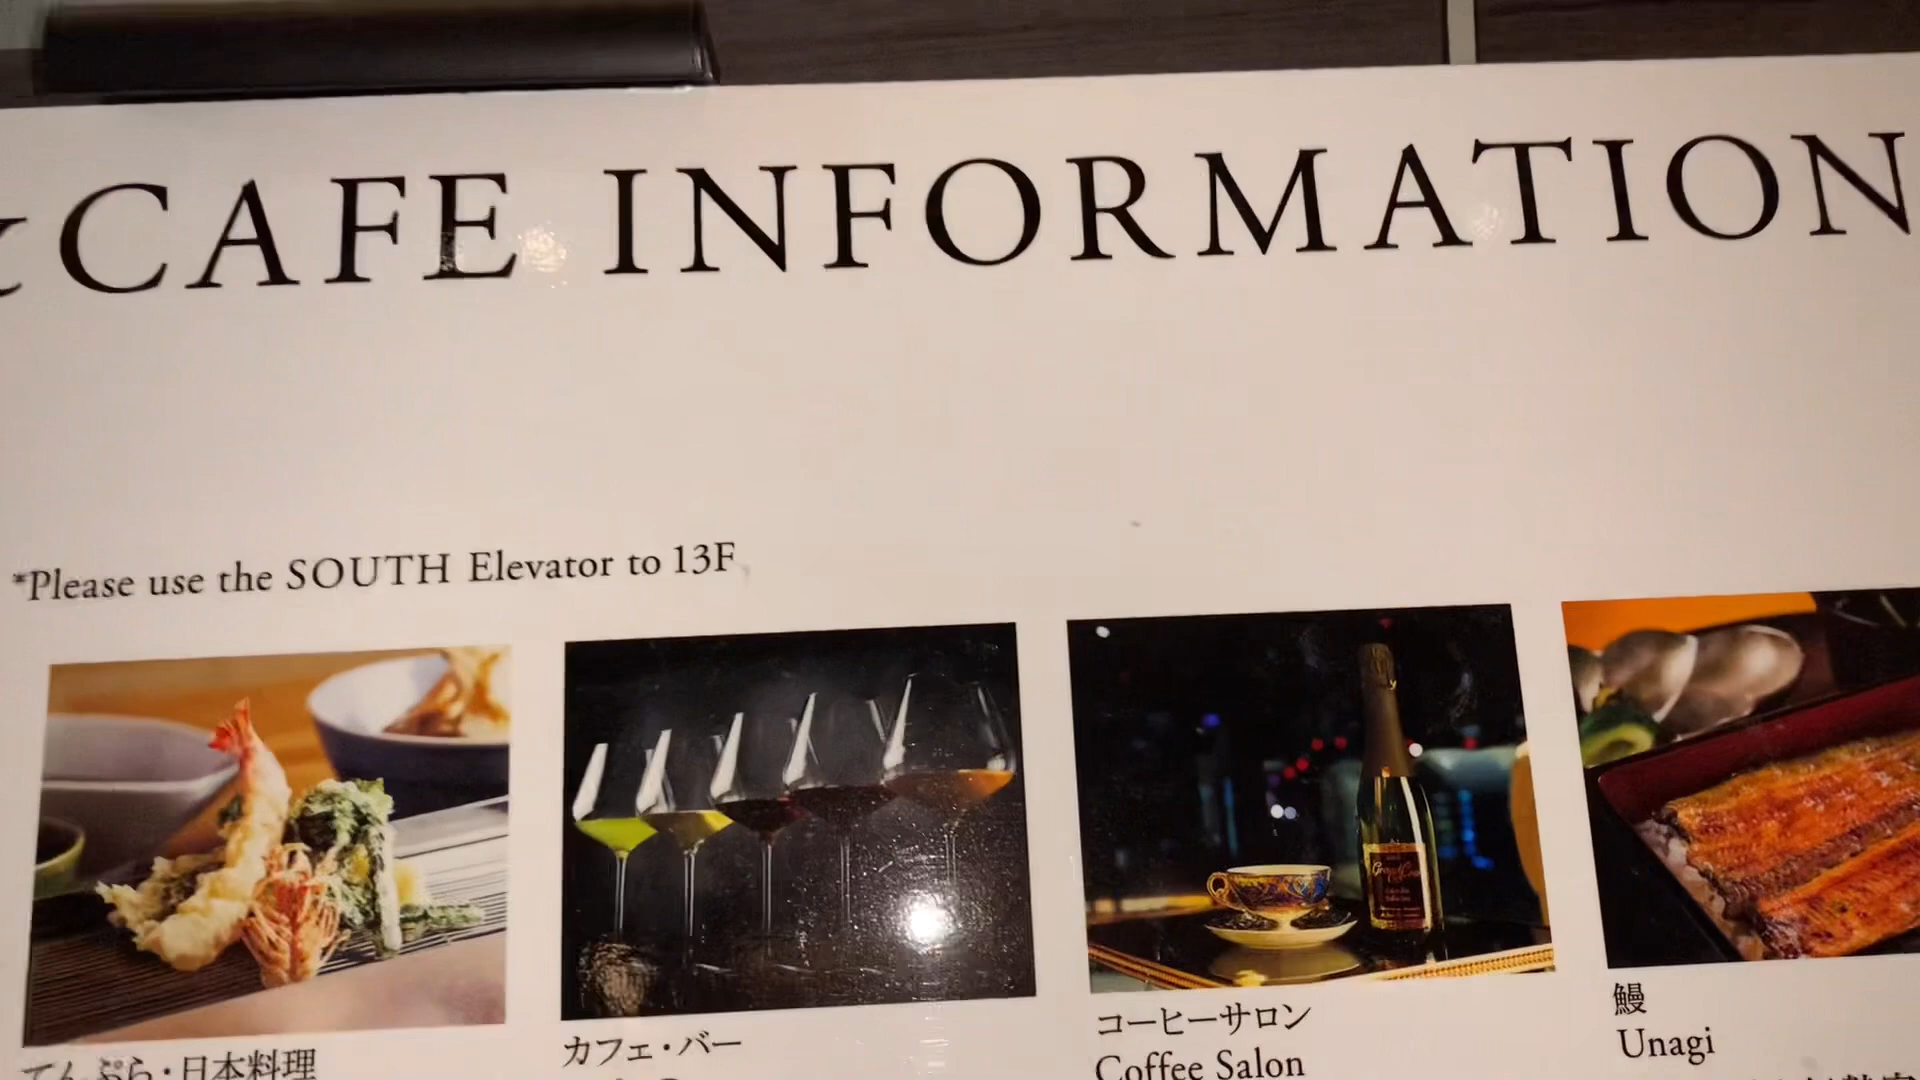 & CAFE INFORMATION
*Please use the SOUTH Elevator to 13F
てんぷら・日本料理
カフェ・バー
コーヒーサロン
Coffee Salon
鰻
Unagi